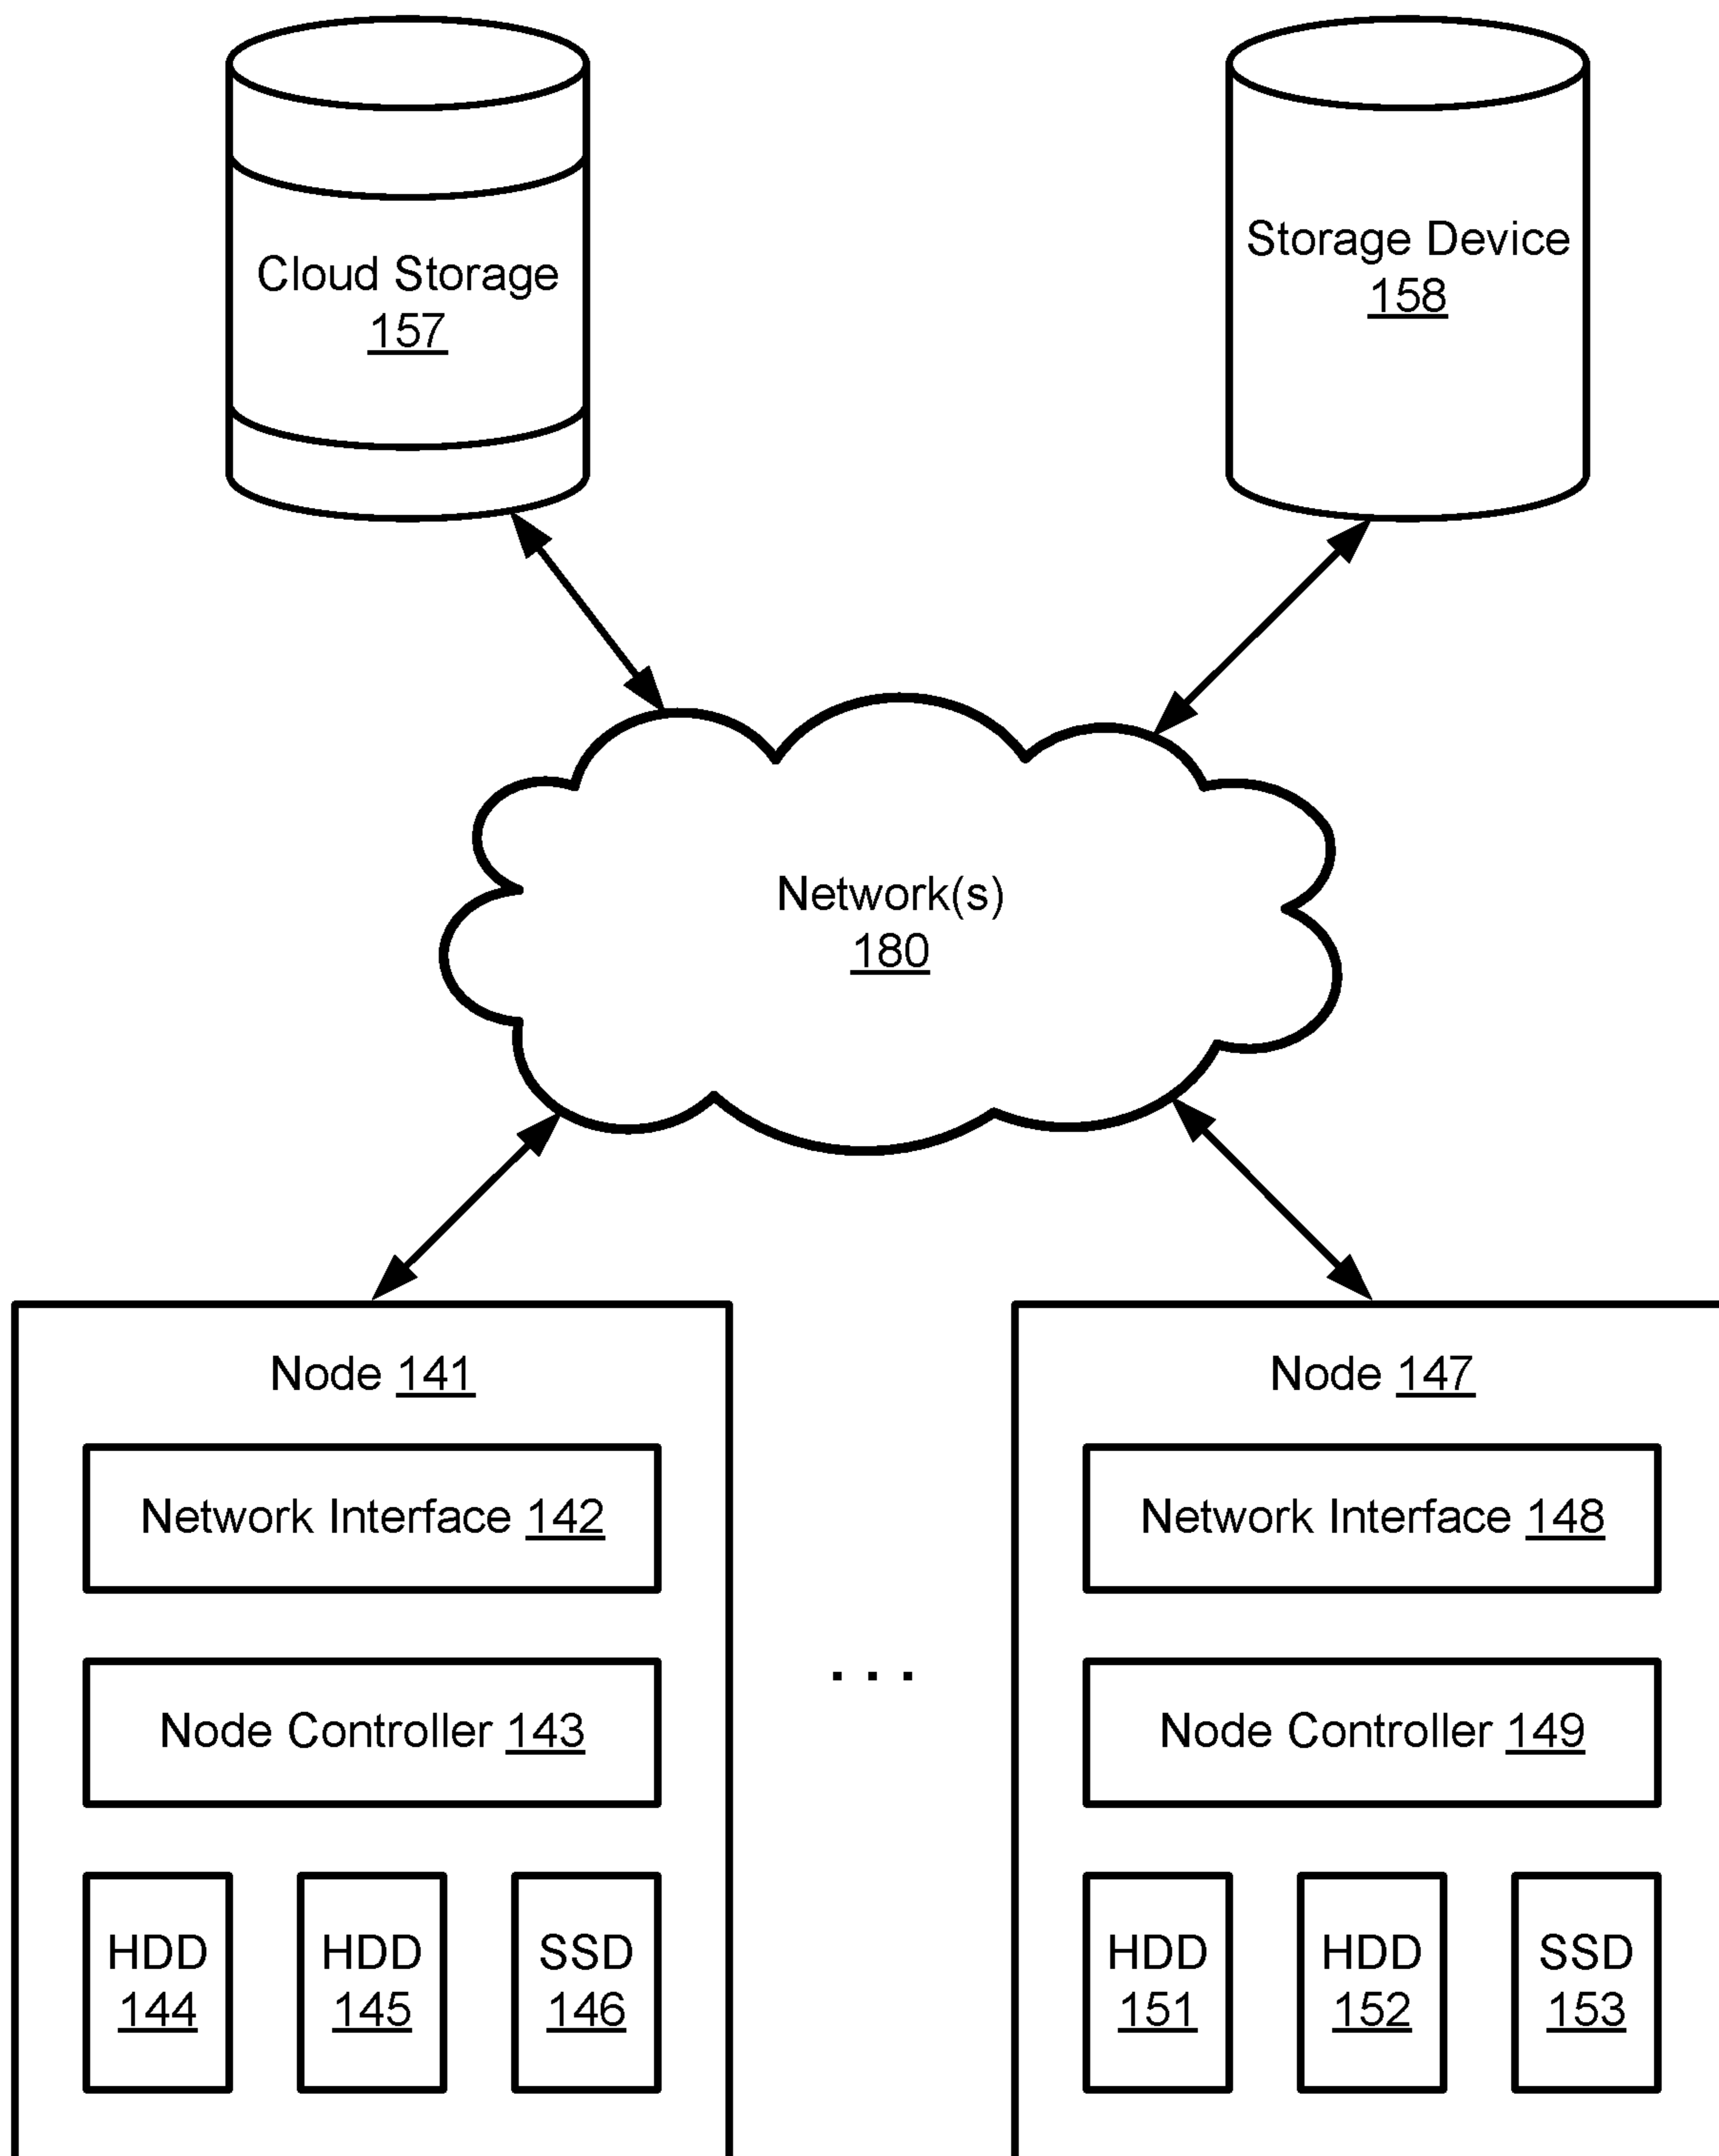 Cloud Storage
157
Storage Device
158
Network(s)
180
Node 141
Network Interface 142
Node Controller 143
HDD
144
HDD
145
SSD
146
. . .
Node 147
Network Interface 148
Node Controller 149
HDD
151
HDD
152
SSD
153